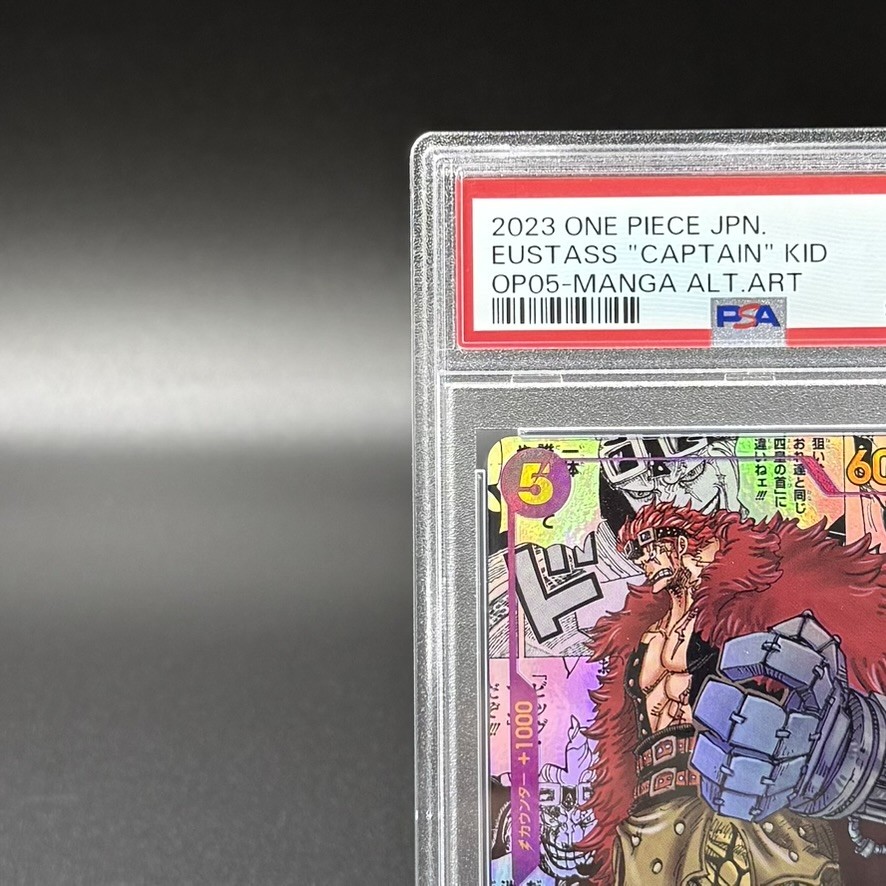 2023 ONE PIECE JPN.
EUSTASS "CAPTAIN" KID
OP05-MANGA ALT.ART
PSA
5
60
狙い
おれ達と同じ
「四皇の首」に
違いねェ!!!
カウンター +1000